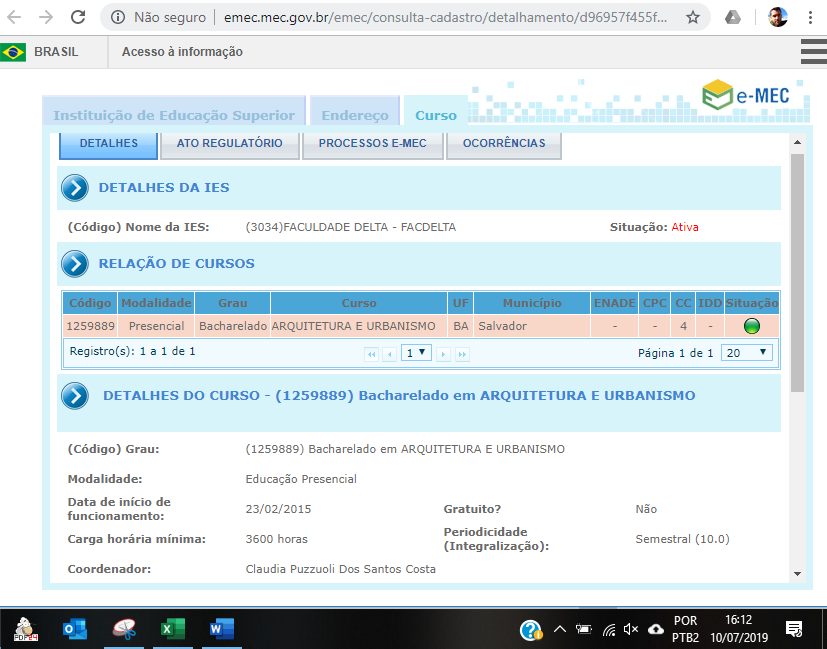 Não seguro | emec.mec.gov.br/emec/consulta-cadastro/detalhamento/d96957f455f...
BRASIL Acesso à informação
e-MEC
Instituição de Educação Superior Endereço Curso
DETALHES ATO REGULATÓRIO PROCESSOS E-MEC OCORRÊNCIAS
DETALHES DA IES
(Código) Nome da IES: (3034)FACULDADE DELTA - FACDELTA Situação: Ativa
RELAÇÃO DE CURSOS
Código Modalidade Grau Curso UF Município ENADE CPC CC IDD Situação
1259889 Presencial Bacharelado ARQUITETURA E URBANISMO BA Salvador - - 4 -
Registro(s): 1 a 1 de 1 1 Página 1 de 1 20
DETALHES DO CURSO - (1259889) Bacharelado em ARQUITETURA E URBANISMO
(Código) Grau: (1259889) Bacharelado em ARQUITETURA E URBANISMO
Modalidade: Educação Presencial
Data de início de funcionamento: 23/02/2015 Gratuito? Não
Carga horária mínima: 3600 horas Periodicidade (Integralização): Semestral (10.0)
Coordenador: Claudia Puzzuoli Dos Santos Costa
PDF24 POR 16:12
PTB2 10/07/2019